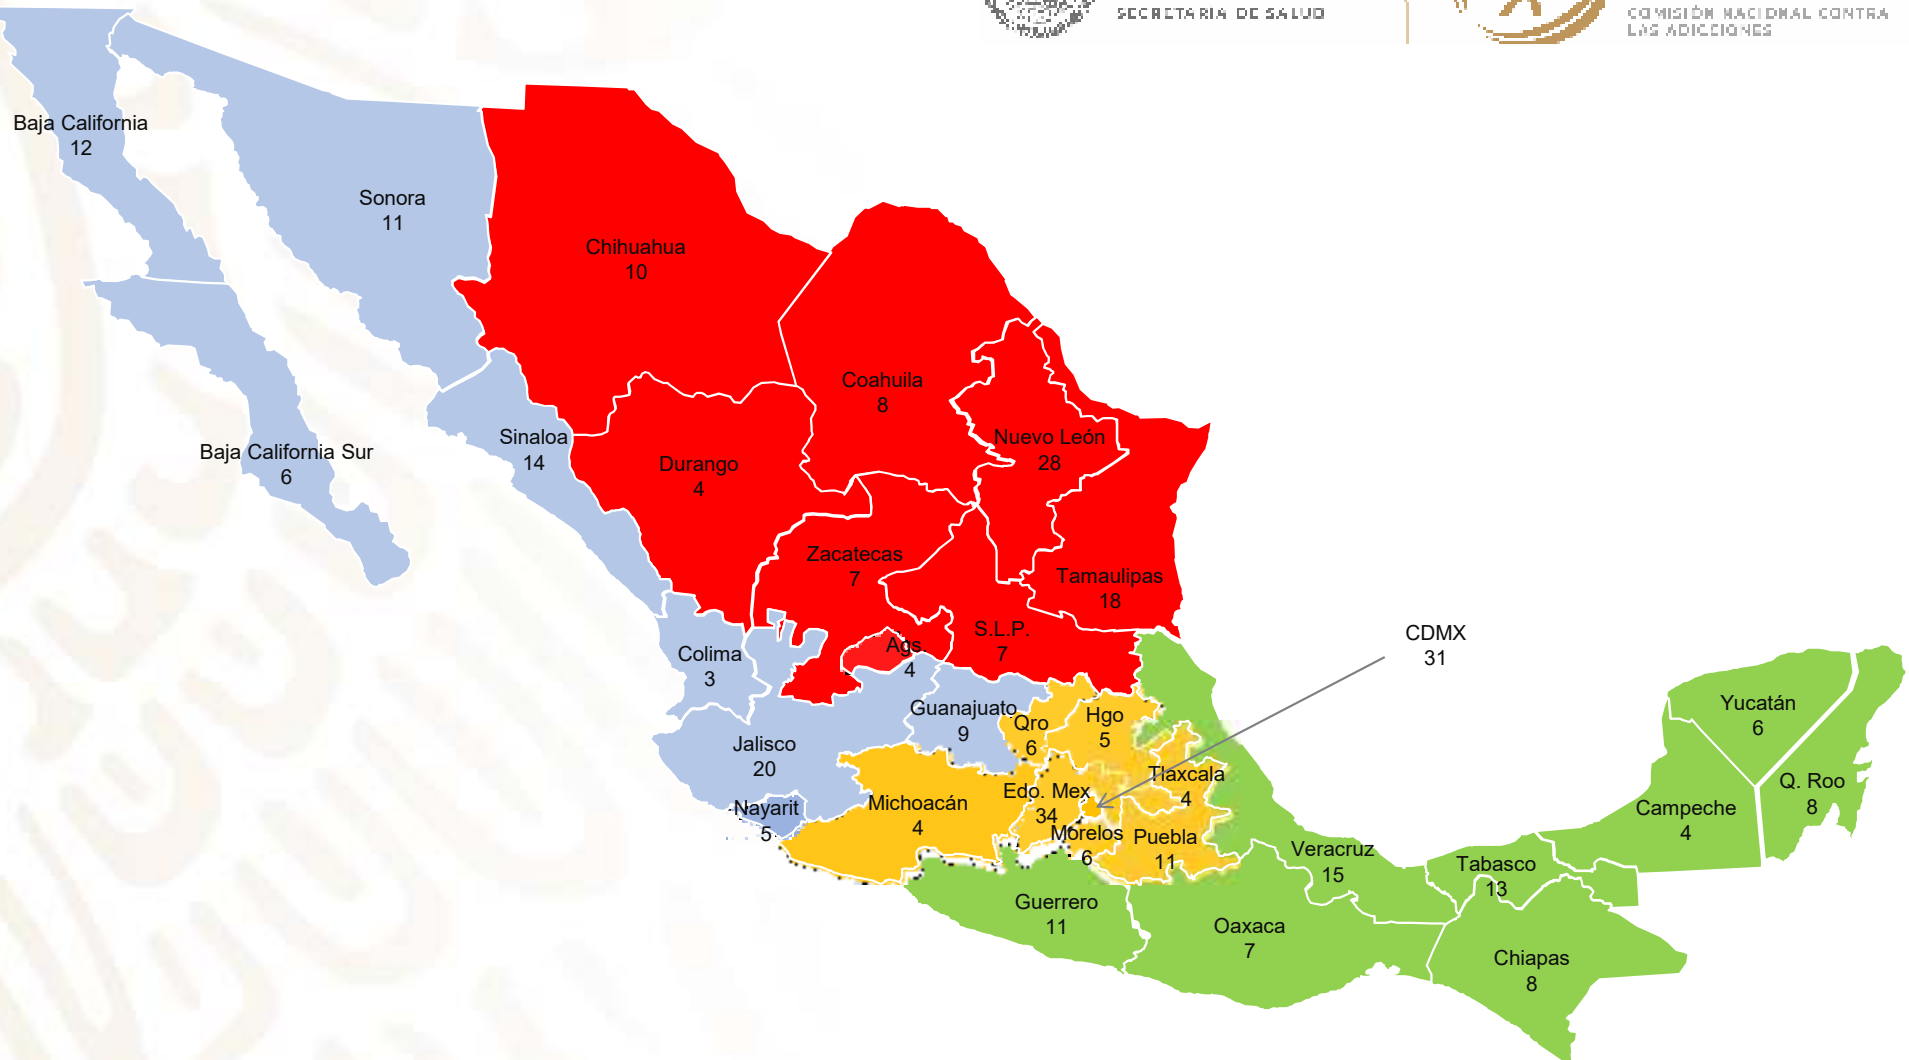 SECRETARIA DE SALUD
COMISIÓN NACIONAL CONTRA
LAS ADICCIONES
Baja California
12
Sonora
11
Chihuahua
10
Coahuila
8
Nuevo León
28
Sinaloa
14
Baja California Sur
6
Durango
4
Zacatecas
7
Tamaulipas
18
S.L.P.
7
Ags.
4
CDMX
31
Colima
3
Guanajuato
9
Qro
6
Hgo
5
Jalisco
20
Nayarit
5
Michoacán
4
Edo. Mex
34
Tlaxcala
4
Morelos
6
Puebla
11
Yucatán
6
Q. Roo
8
Campeche
4
Veracruz
15
Tabasco
13
Guerrero
11
Oaxaca
7
Chiapas
8